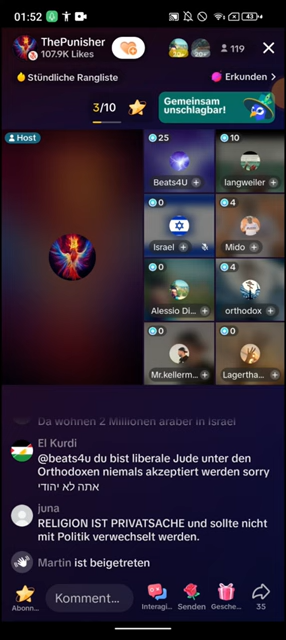 01:52
43
ThePunisher
107.9K Likes
119
Stündliche Rangliste
Erkunden >
3/10
Gemeinsam
unschlagbar!
Host
25
10
Beats4U +
langweiler +
0
4
Israel +
Mido +
0
4
Alessio Di... +
orthodox +
0
0
Mr.kellerm... +
Lagertha... +
Da wohnen 2 Millionen araber in Israel
El Kurdi
@beats4u du bist liberale Jude unter den
Orthodoxen niemals akzeptiert werden sorry
אתה לא יהודי
juna
RELIGION IST PRIVATSACHE und sollte nicht
mit Politik verwechselt werden.
Martin ist beigetreten
Abonn...
Komment...
Interagi...
Senden
Gesche...
35